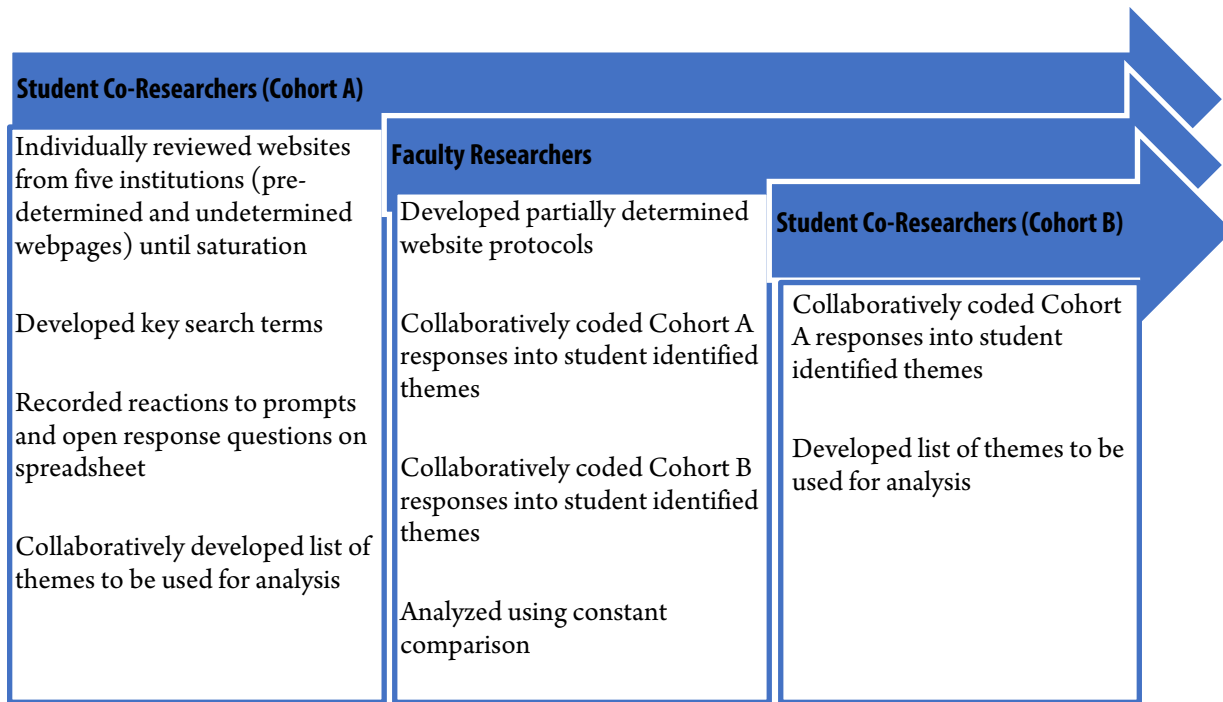 Student Co-Researchers (Cohort A)
Individually reviewed websites
from five institutions (pre-
determined and undetermined
webpages) until saturation
Developed key search terms
Recorded reactions to prompts
and open response questions on
spreadsheet
Collaboratively developed list of
themes to be used for analysis
Faculty Researchers
Developed partially determined
website protocols
Collaboratively coded Cohort A
responses into student identified
themes
Collaboratively coded Cohort B
responses into student identified
themes
Analyzed using constant
comparison
Student Co-Researchers (Cohort B)
Collaboratively coded Cohort
A responses into student
identified themes
Developed list of themes to be
used for analysis